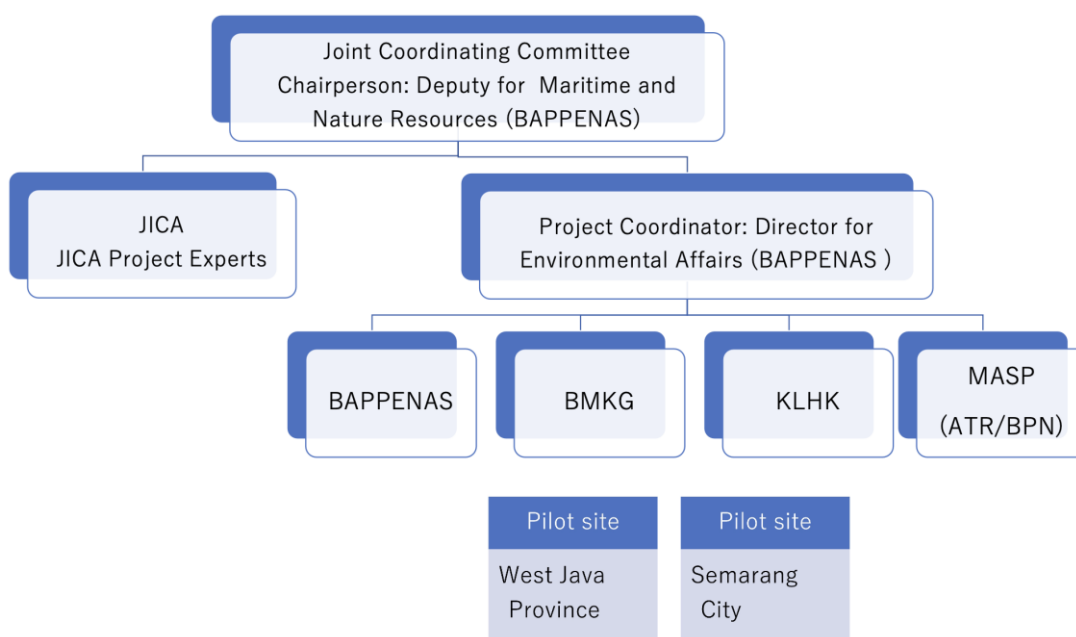 Joint Coordinating Committee
Chairperson: Deputy for Maritime and
Nature Resources (BAPPENAS)
JICA
JICA Project Experts
Project Coordinator: Director for
Environmental Affairs (BAPPENAS )
BAPPENAS
BMKG
KLHK
MASP
(ATR/BPN)
Pilot site
West Java
Province
Pilot site
Semarang
City